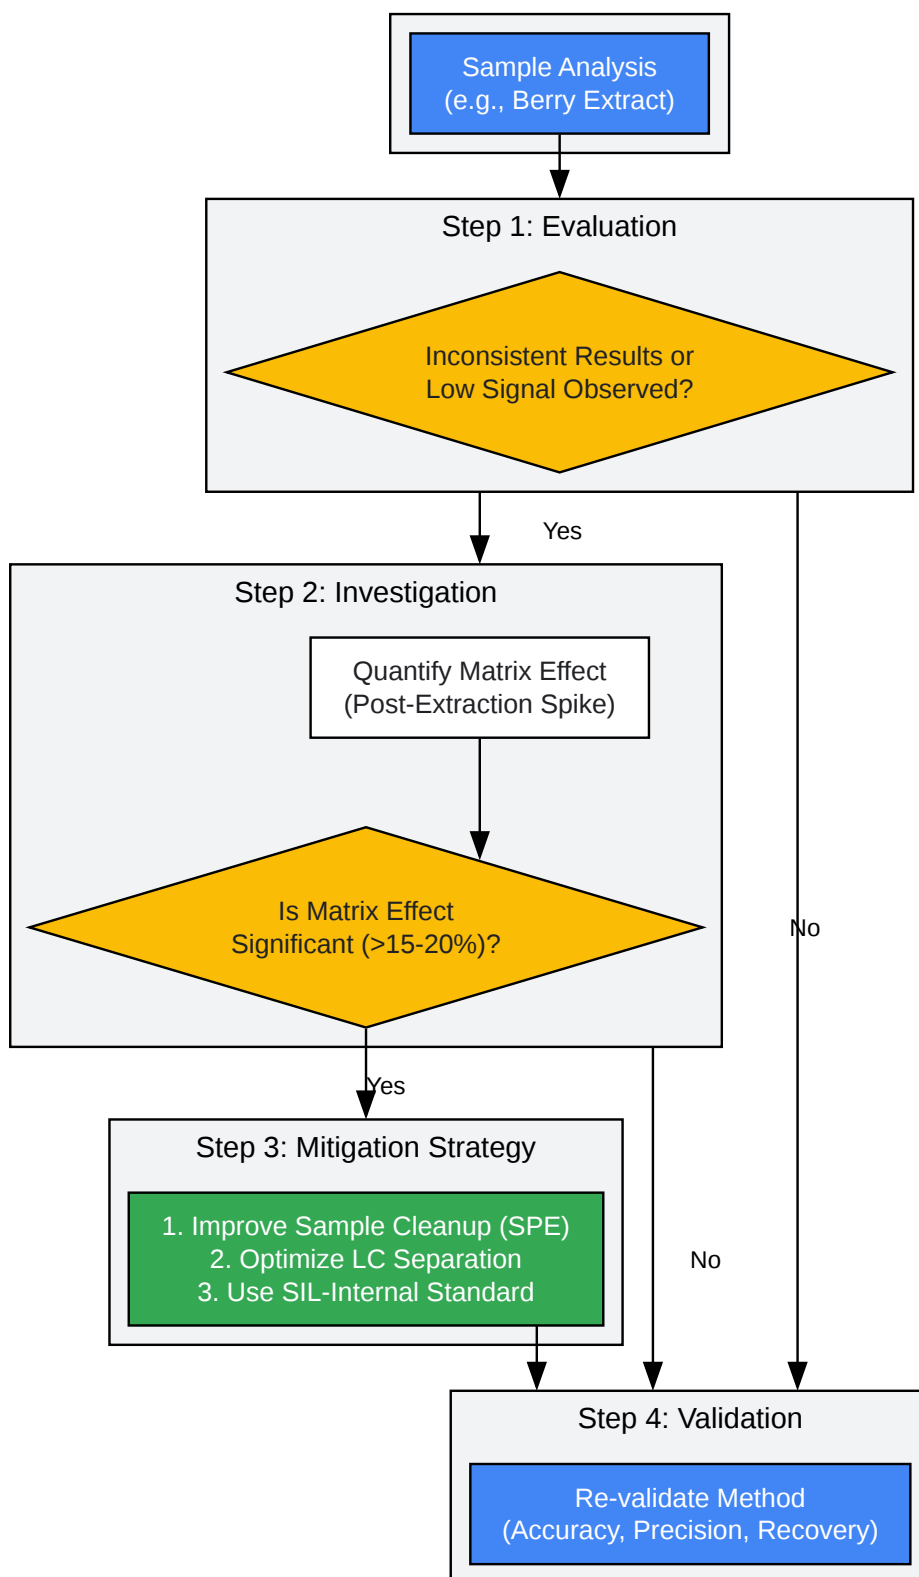 Sample Analysis
(e.g., Berry Extract)
Step 1: Evaluation
Inconsistent Results or
Low Signal Observed?
Yes
Step 2: Investigation
Quantify Matrix Effect
(Post-Extraction Spike)
Is Matrix Effect
Significant (>15-20%)?
No
Yes
Step 3: Mitigation Strategy
1. Improve Sample Cleanup (SPE)
2. Optimize LC Separation
3. Use SIL-Internal Standard
No
Step 4: Validation
Re-validate Method
(Accuracy, Precision, Recovery)